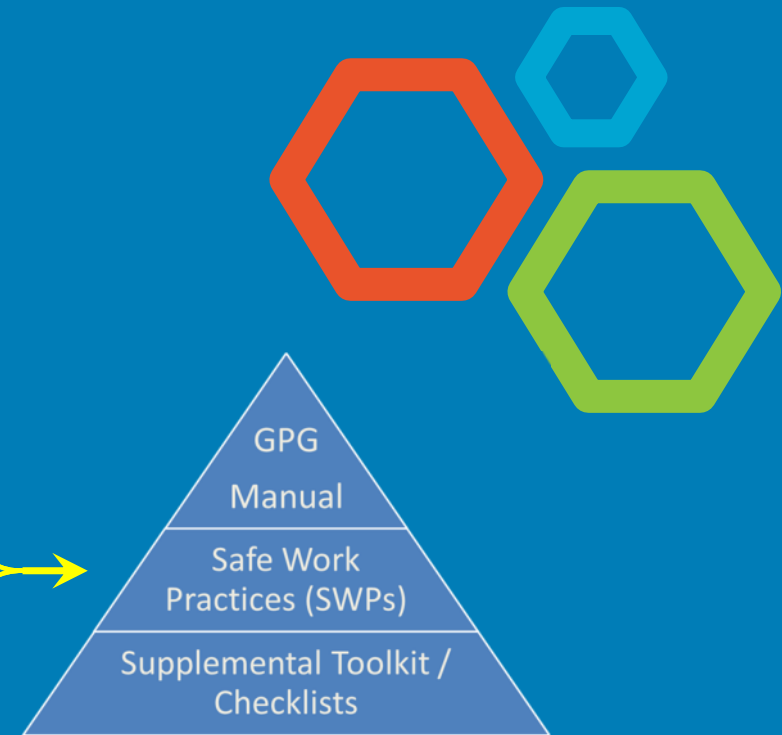 GPG
Manual
Safe Work
Practices (SWPs)
Supplemental Toolkit /
Checklists